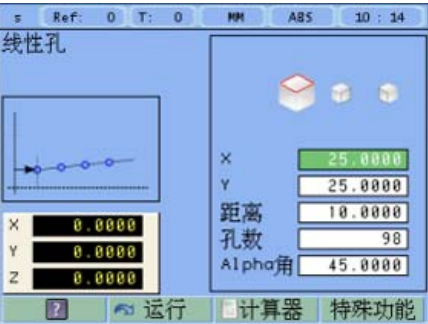 s Ref: 0 T: 0 MM ABS 10 : 14
线性孔
X 25.0000
Y 25.0000
距离 10.0000
孔数 98
Alpha角 45.0000
X 0.0000
Y 0.0000
Z 0.0000
? 运行 计算器 特殊功能